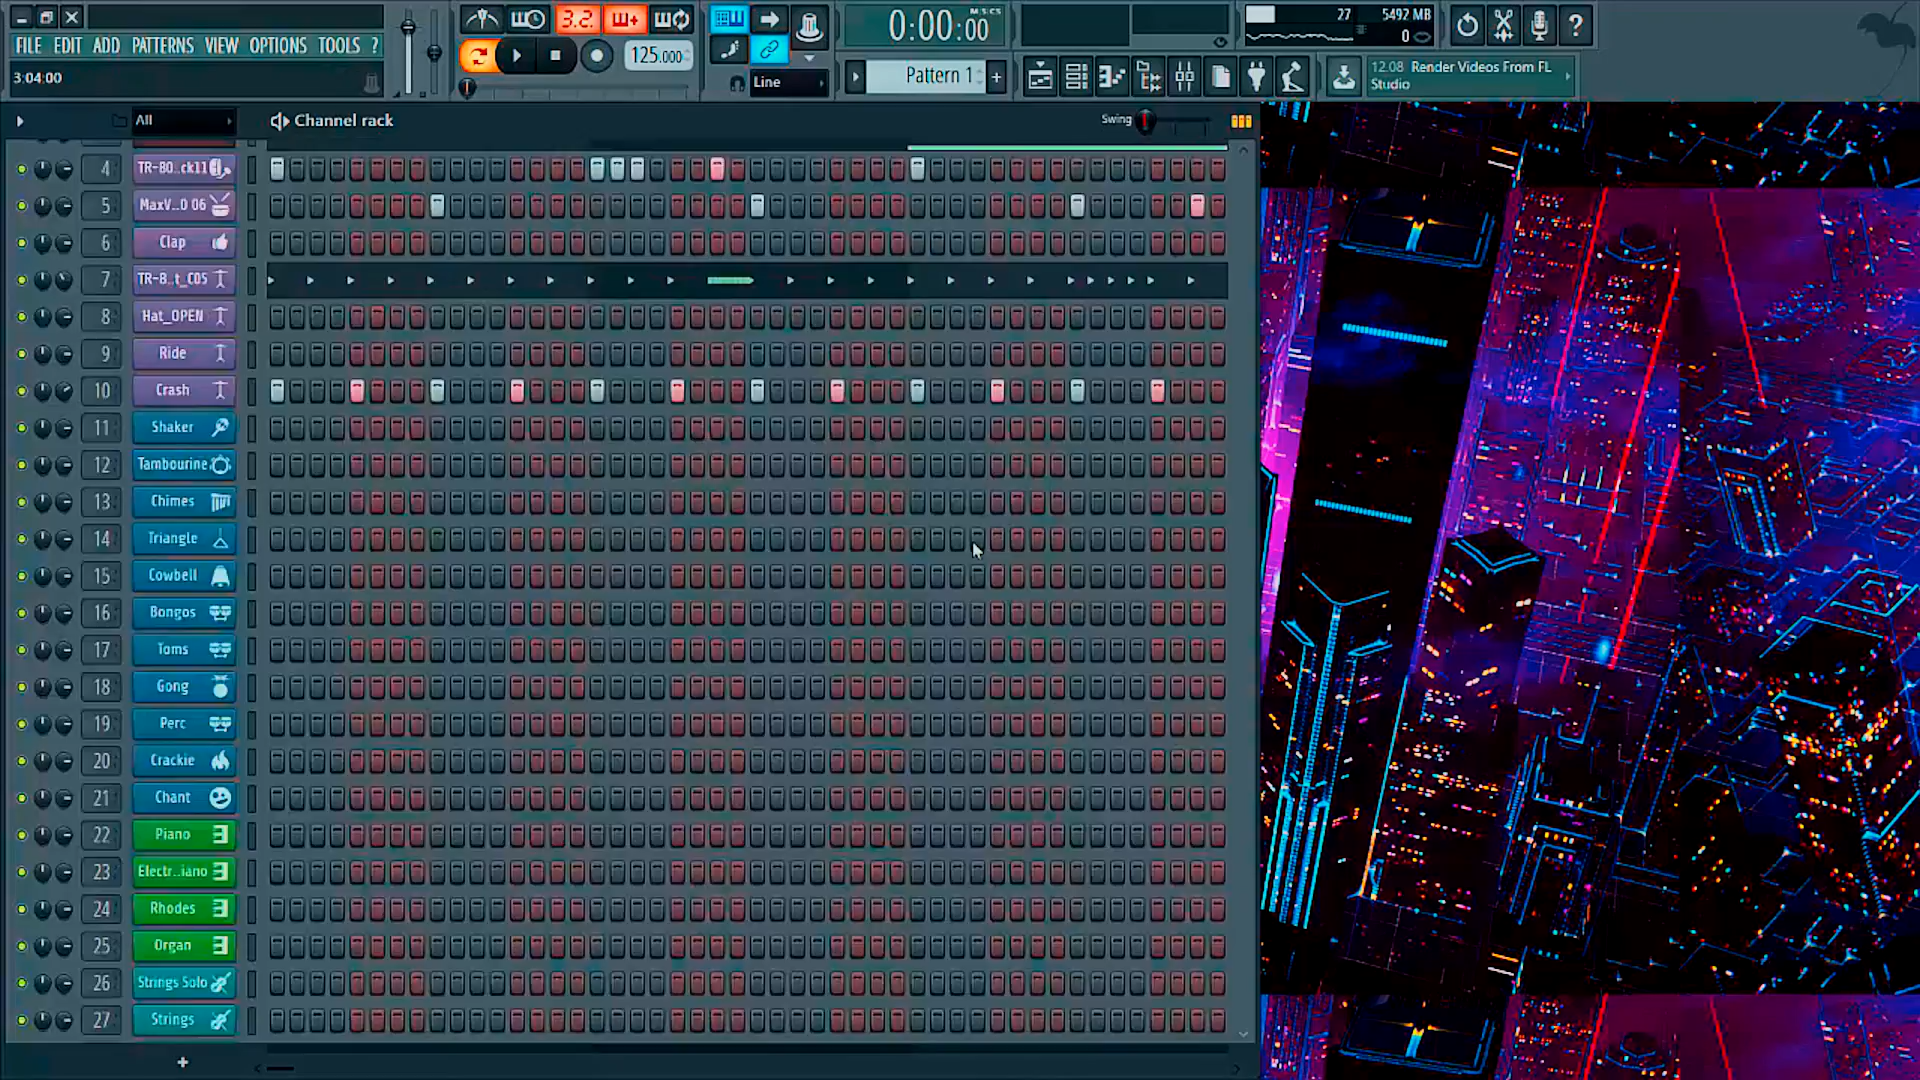 FILE EDIT ADD PATTERNS VIEW OPTIONS TOOLS ?
3:04:00
3.2.
125.000
Line
0:00:00
M:S:CS
Pattern 1
27
5492 MB
0
12.08 Render Videos From FL
Studio
All
Channel rack
Swing
4 TR-80..ck11
5 MaxV..0 06
6 Clap
7 TR-8..t_C05
8 Hat_OPEN
9 Ride
10 Crash
11 Shaker
12 Tambourine
13 Chimes
14 Triangle
15 Cowbell
16 Bongos
17 Toms
18 Gong
19 Perc
20 Crackie
21 Chant
22 Piano
23 Electr..iano
24 Rhodes
25 Organ
26 Strings Solo
27 Strings